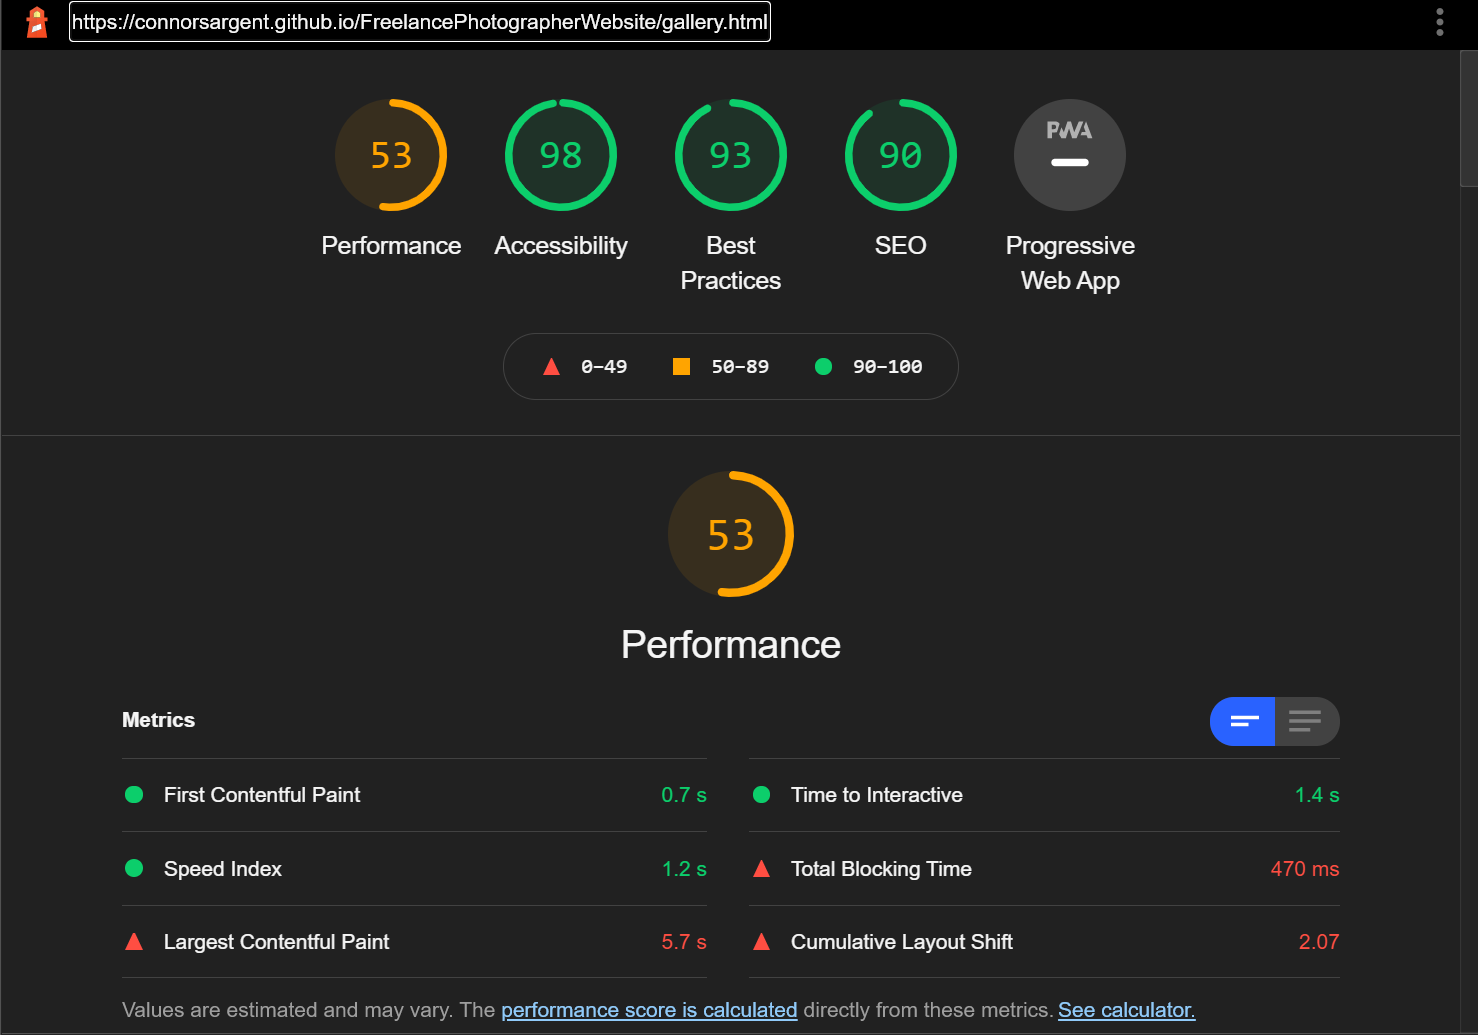 https://connorsargent.github.io/FreelancePhotographerWebsite/gallery.html
53
98
93
90
PWA
Performance
Accessibility
Best
Practices
SEO
Progressive
Web App
0–49
50–89
90–100
53
Performance
Metrics
First Contentful Paint 0.7 s
Time to Interactive 1.4 s
Speed Index 1.2 s
Total Blocking Time 470 ms
Largest Contentful Paint 5.7 s
Cumulative Layout Shift 2.07
Values are estimated and may vary. The performance score is calculated directly from these metrics. See calculator.